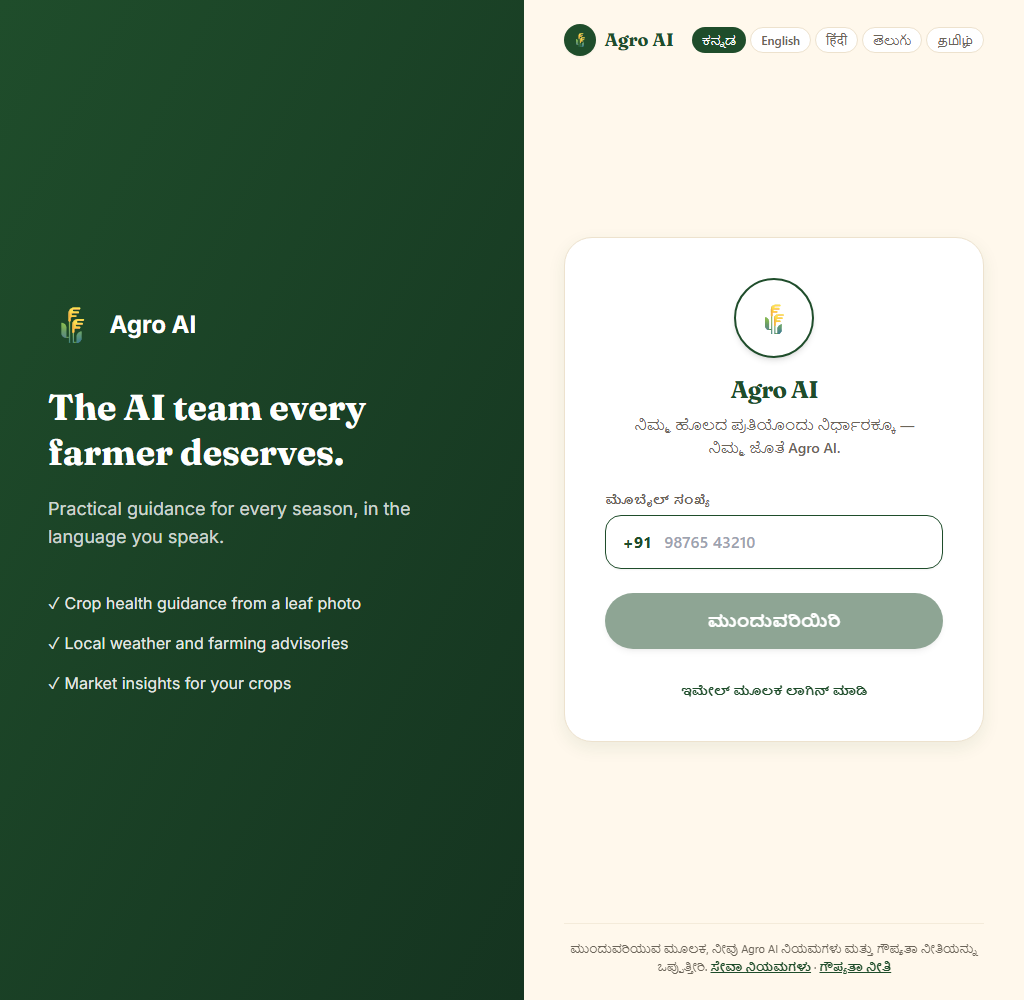 Agro AI
The AI team every
farmer deserves.
Practical guidance for every season, in the
language you speak.
✓ Crop health guidance from a leaf photo
✓ Local weather and farming advisories
✓ Market insights for your crops
Agro AI
ಕನ್ನಡ
English
हिंदी
తెలుగు
தமிழ்
Agro AI
ನಿಮ್ಮ ಹೊಲದ ಪ್ರತಿಯೊಂದು ನಿರ್ಧಾರಕ್ಕೂ —
ನಿಮ್ಮ ಜೊತೆ Agro AI.
ಮೊಬೈಲ್ ಸಂಖ್ಯೆ
+91 98765 43210
ಮುಂದುವರಿಯಿರಿ
ಇಮೇಲ್ ಮೂಲಕ ಲಾಗಿನ್ ಮಾಡಿ
ಮುಂದುವರಿಯುವ ಮೂಲಕ, ನೀವು Agro AI ನಿಯಮಗಳು ಮತ್ತು ಗೌಪ್ಯತಾ ನೀತಿಯನ್ನು
ಒಪ್ಪುತ್ತೀರಿ. ಸೇವಾ ನಿಯಮಗಳು · ಗೌಪ್ಯತಾ ನೀತಿ